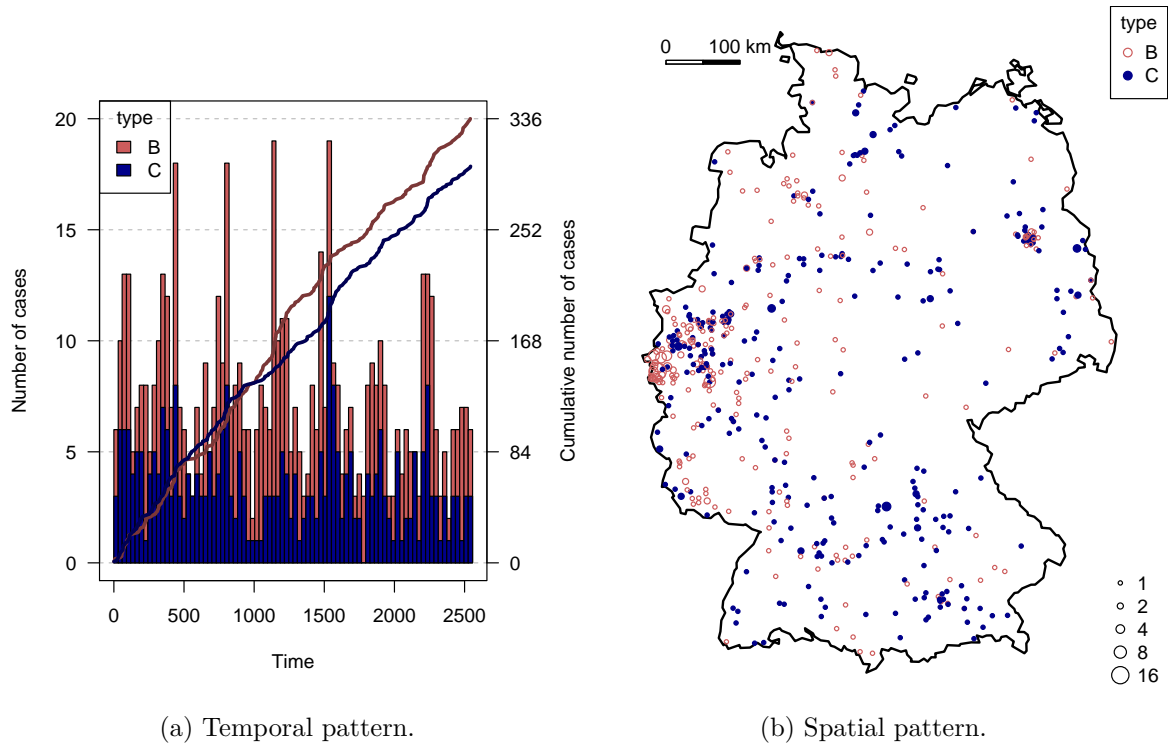 type
B
C
20
15
10
5
0
336
252
168
84
0
0 500 1000 1500 2000 2500
Number of cases
Cumulative number of cases
Time
(a) Temporal pattern.
0 100 km
type
B
C
1
2
4
8
16
(b) Spatial pattern.